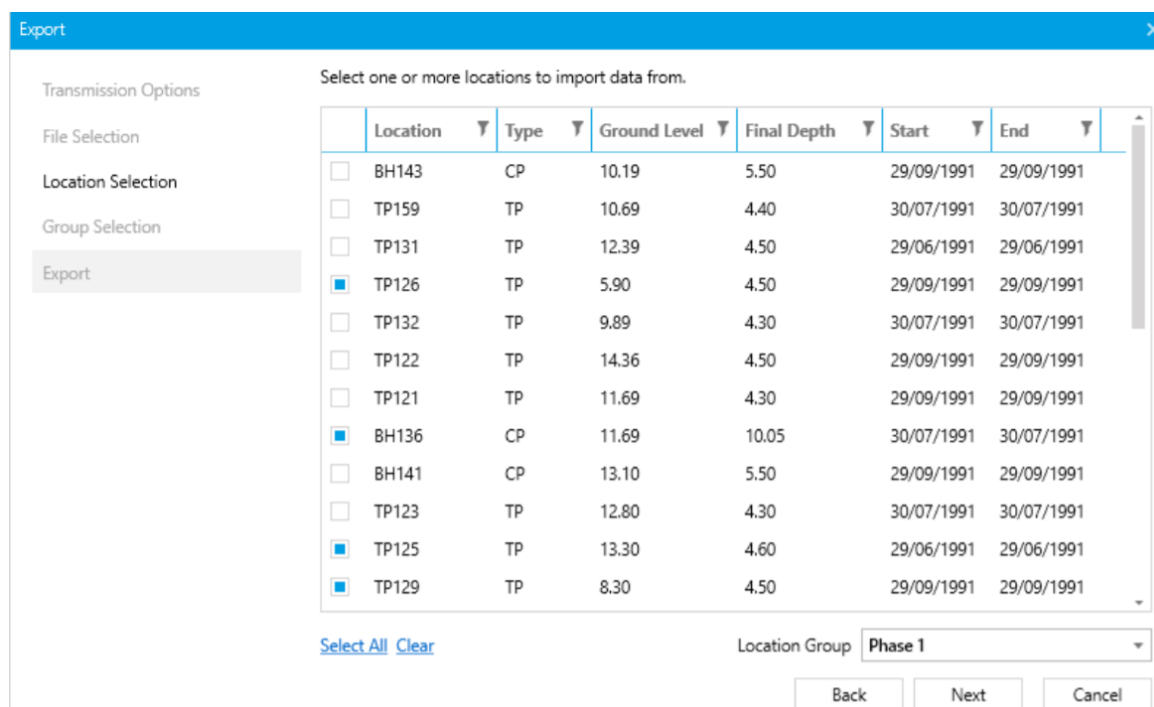 Export
Transmission Options
File Selection
Location Selection
Group Selection
Export
Select one or more locations to import data from.
Location Type Ground Level Final Depth Start End
BH143 CP 10.19 5.50 29/09/1991 29/09/1991
TP159 TP 10.69 4.40 30/07/1991 30/07/1991
TP131 TP 12.39 4.50 29/06/1991 29/06/1991
TP126 TP 5.90 4.50 29/09/1991 29/09/1991
TP132 TP 9.89 4.30 30/07/1991 30/07/1991
TP122 TP 14.36 4.50 29/09/1991 29/09/1991
TP121 TP 11.69 4.30 29/09/1991 29/09/1991
BH136 CP 11.69 10.05 30/07/1991 30/07/1991
BH141 CP 13.10 5.50 29/09/1991 29/09/1991
TP123 TP 12.80 4.30 30/07/1991 30/07/1991
TP125 TP 13.30 4.60 29/06/1991 29/06/1991
TP129 TP 8.30 4.50 29/09/1991 29/09/1991
Select All Clear Location Group Phase 1
Back Next Cancel